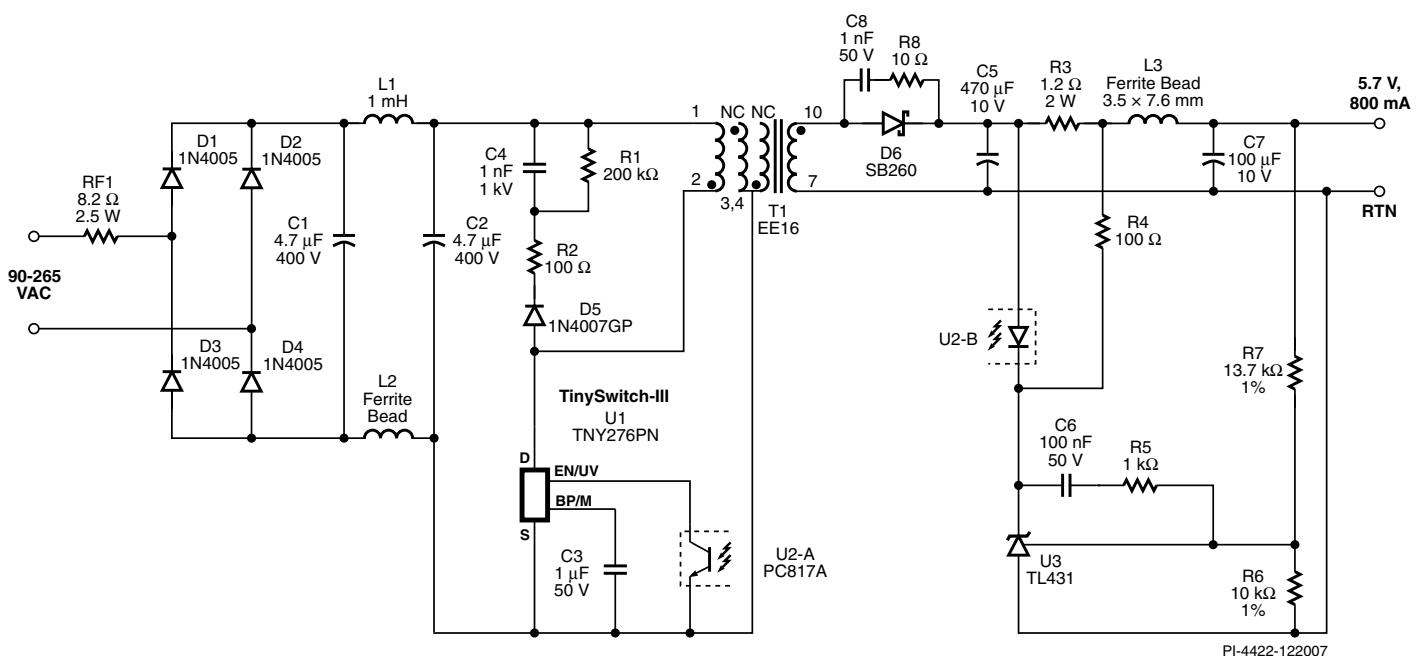 C8
1 nF
50 V
R8
10 Ω
C5
470 μF
10 V
R3
1.2 Ω
2 W
L3
Ferrite Bead
3.5 × 7.6 mm
5.7 V,
800 mA
L1
1 mH
1
NC
NC
10
D1
1N4005
D2
1N4005
C4
1 nF
1 kV
R1
200 kΩ
D6
SB260
C7
100 μF
10 V
RF1
8.2 Ω
2.5 W
2
3,4
T1
EE16
7
RTN
C1
4.7 μF
400 V
C2
4.7 μF
400 V
R2
100 Ω
R4
100 Ω
90-265
VAC
D5
1N4007GP
U2-B
D3
1N4005
D4
1N4005
L2
Ferrite
Bead
R7
13.7 kΩ
1%
TinySwitch-III
U1
TNY276PN
C6
100 nF
50 V
R5
1 kΩ
D
EN/UV
BP/M
S
C3
1 μF
50 V
U2-A
PC817A
U3
TL431
R6
10 kΩ
1%
PI-4422-122007